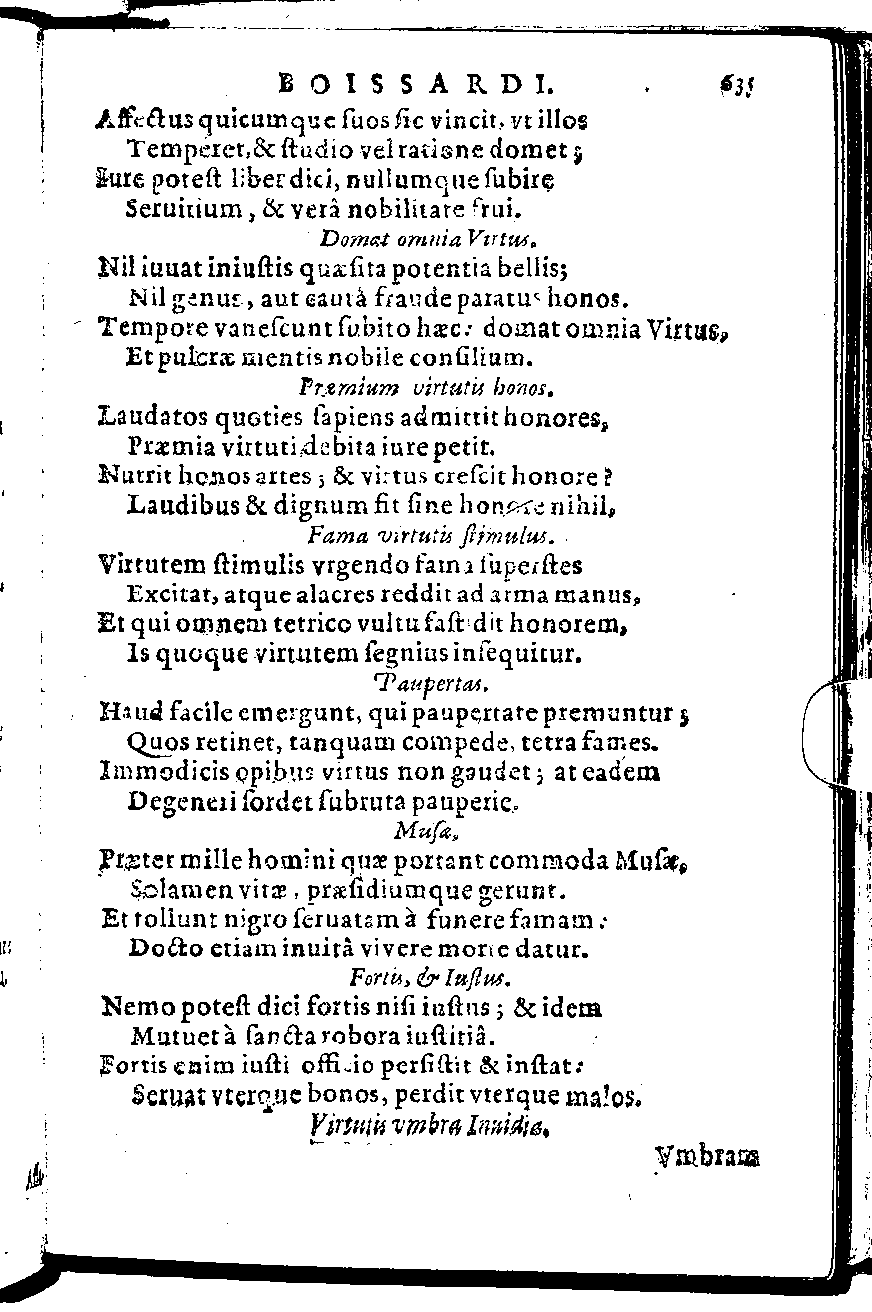 BOISSARDI. 635
Affectus quicumque ſuos ſic vincit, vt illos
Temperet, & ſtudio vel ratione domet;
Iure poteſt liber dici, nullumque ſubire
Seruitium, & verâ nobilitate frui.
Domat omnia Virtus.
Nil iuuat iniuſtis quæſita potentia bellis;
Nil genus, aut cautâ fraude paratus honos.
Tempore vaneſcunt ſubito hæc: domat omnia Virtus,
Et pulcræ mentis nobile conſilium.
Præmium virtutis honos.
Laudatos quoties ſapiens admittit honores,
Præmia virtuti debita iure petit.
Nutrit honos artes; & virtus creſcit honore?
Laudibus & dignum fit ſine honore nihil,
Fama virtutis ſtimulus.
Virtutem ſtimulis vrgendo fama ſuperſtes
Excitat, atque alacres reddit ad arma manus,
Et qui omnem tetrico vultu faſtidit honorem,
Is quoque virtutem ſegnius inſequitur.
Paupertas.
Haud facile emergunt, qui paupertate premuntur;
Quos retinet, tanquam compede, tetra fames.
Immodicis opibus virtus non gaudet; at eadem
Degeneri ſordet ſubruta pauperie.
Muſæ,
Præter mille homini quæ portant commoda Muſæ,
Solamen vitæ, præſidiumque gerunt.
Et tollunt nigro ſeruatam à funere famam:
Docto etiam inuitâ vivere morte datur.
Fortis, & Iuſtus.
Nemo poteſt dici fortis niſi iuſtus; & idem
Mutuet à ſancta robora iuſtitiâ.
Fortis enim iuſti officio perſiſtit & inſtat:
Seruat vterque bonos, perdit vterque malos.
Virtutis vmbra Inuidia.
Vmbram